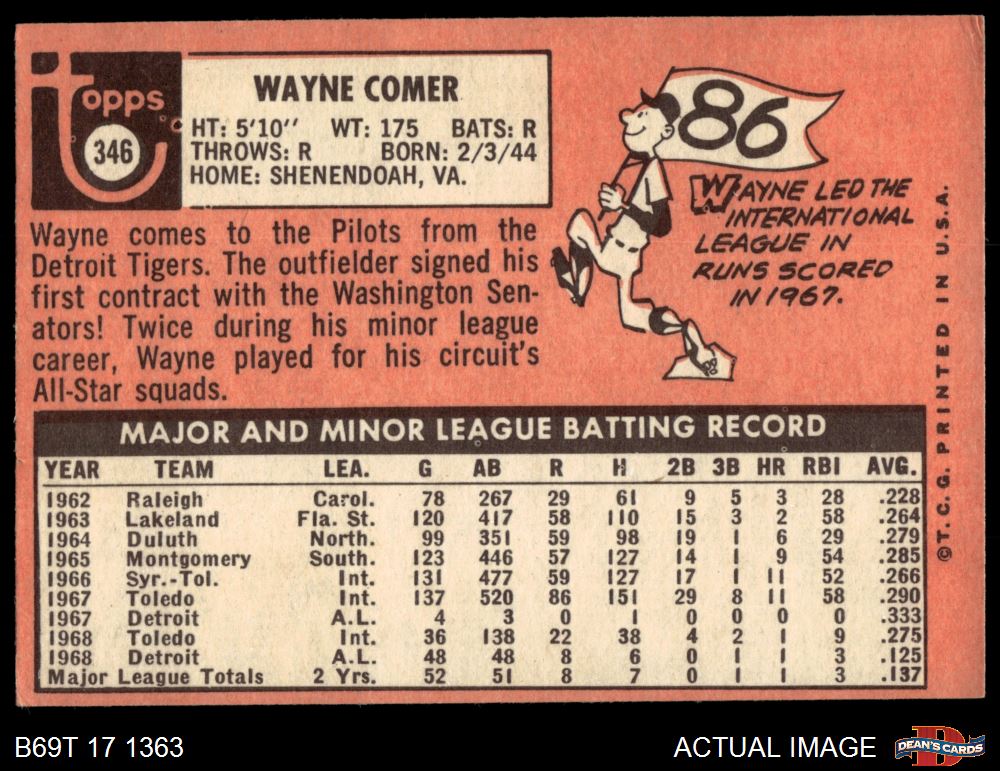 Topps
346
WAYNE COMER
HT: 5'10" WT: 175 BATS: R
THROWS: R BORN: 2/3/44
HOME: SHENENDOAH, VA.
Wayne comes to the Pilots from the
Detroit Tigers. The outfielder signed his
first contract with the Washington Sen-
ators! Twice during his minor league
career, Wayne played for his circuit's
All-Star squads.
86
WAYNE LED THE
INTERNATIONAL
LEAGUE IN
RUNS SCORED
IN 1967.
©T. C. G. PRINTED IN U.S.A.
MAJOR AND MINOR LEAGUE BATTING RECORD
YEAR TEAM LEA. G AB R H 2B 3B HR RBI AVG.
1962 Raleigh Carol. 78 267 29 61 9 5 3 28 .228
1963 Lakeland Fla. St. 120 417 58 110 15 3 2 58 .264
1964 Duluth North. 99 351 59 98 19 1 6 29 .279
1965 Montgomery South. 123 446 57 127 14 1 9 54 .285
1966 Syr.-Tol. Int. 131 477 59 127 17 1 11 52 .266
1967 Toledo Int. 137 520 86 151 29 8 11 58 .290
1967 Detroit A.L. 4 3 0 1 0 0 0 0 .333
1968 Toledo Int. 36 138 22 38 4 2 1 9 .275
1968 Detroit A.L. 48 48 8 6 0 1 1 3 .125
Major League Totals 2 Yrs. 52 51 8 7 0 1 1 3 .137
B69T 17 1363
ACTUAL IMAGE
DEAN'S CARDS